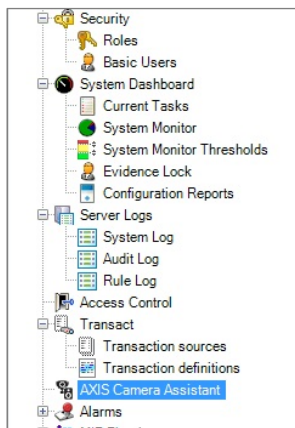 Security
Roles
Basic Users
System Dashboard
Current Tasks
System Monitor
System Monitor Thresholds
Evidence Lock
Configuration Reports
Server Logs
System Log
Audit Log
Rule Log
Access Control
Transact
Transaction sources
Transaction definitions
AXIS Camera Assistant
Alarms